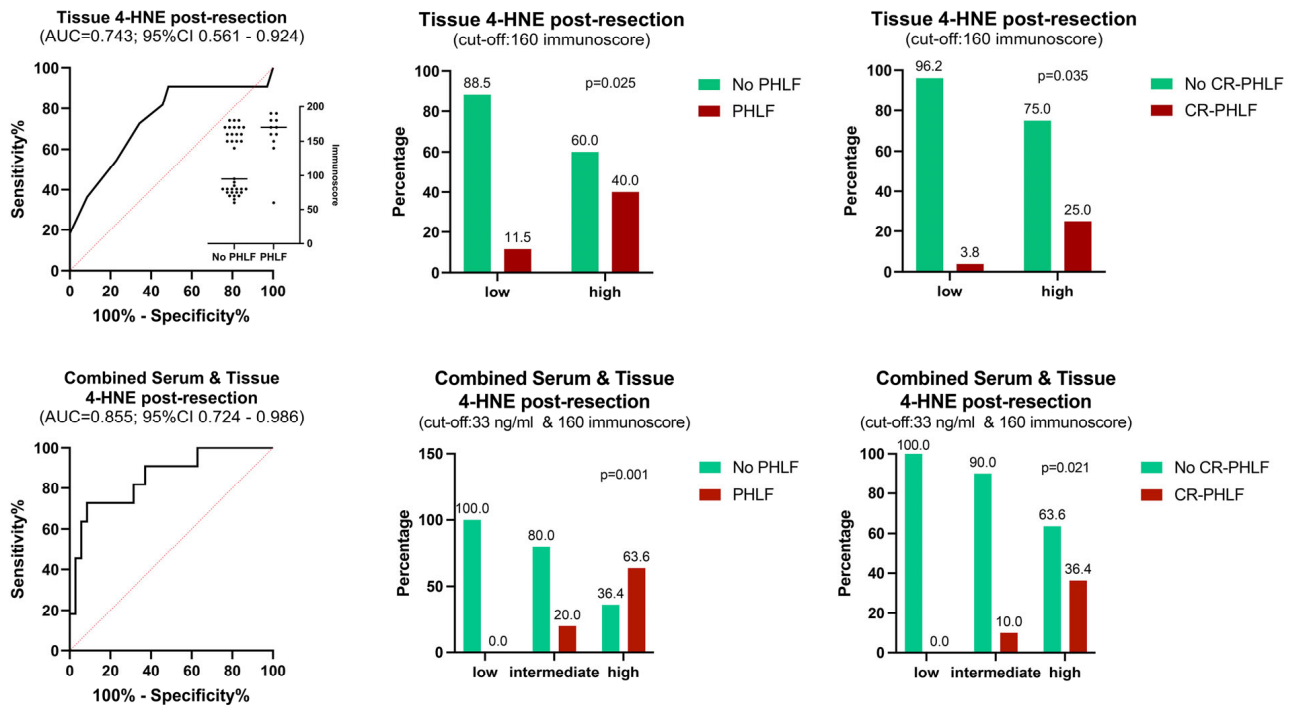 Tissue 4-HNE post-resection
(AUC=0.743; 95%CI 0.561 - 0.924)
100
80
60
40
20
0
Sensitivity%
0 20 40 60 80 100
100% - Specificity%
200
150
100
50
0
Immunoscore
No PHLF PHLF
Tissue 4-HNE post-resection
(cut-off:160 immunoscore)
100
80
60
40
20
0
Percentage
88.5
11.5
60.0
40.0
p=0.025
low high
No PHLF
PHLF
Tissue 4-HNE post-resection
(cut-off:160 immunoscore)
100
80
60
40
20
0
Percentage
96.2
3.8
75.0
25.0
p=0.035
low high
No CR-PHLF
CR-PHLF
Combined Serum & Tissue
4-HNE post-resection
(AUC=0.855; 95%CI 0.724 - 0.986)
100
80
60
40
20
0
Sensitivity%
0 20 40 60 80 100
100% - Specificity%
Combined Serum & Tissue
4-HNE post-resection
(cut-off:33 ng/ml & 160 immunoscore)
150
100
50
0
Percentage
100.0
0.0
80.0
20.0
36.4
63.6
p=0.001
low intermediate high
No PHLF
PHLF
Combined Serum & Tissue
4-HNE post-resection
(cut-off:33 ng/ml & 160 immunoscore)
100
80
60
40
20
0
Percentage
100.0
0.0
90.0
10.0
63.6
36.4
p=0.021
low intermediate high
No CR-PHLF
CR-PHLF